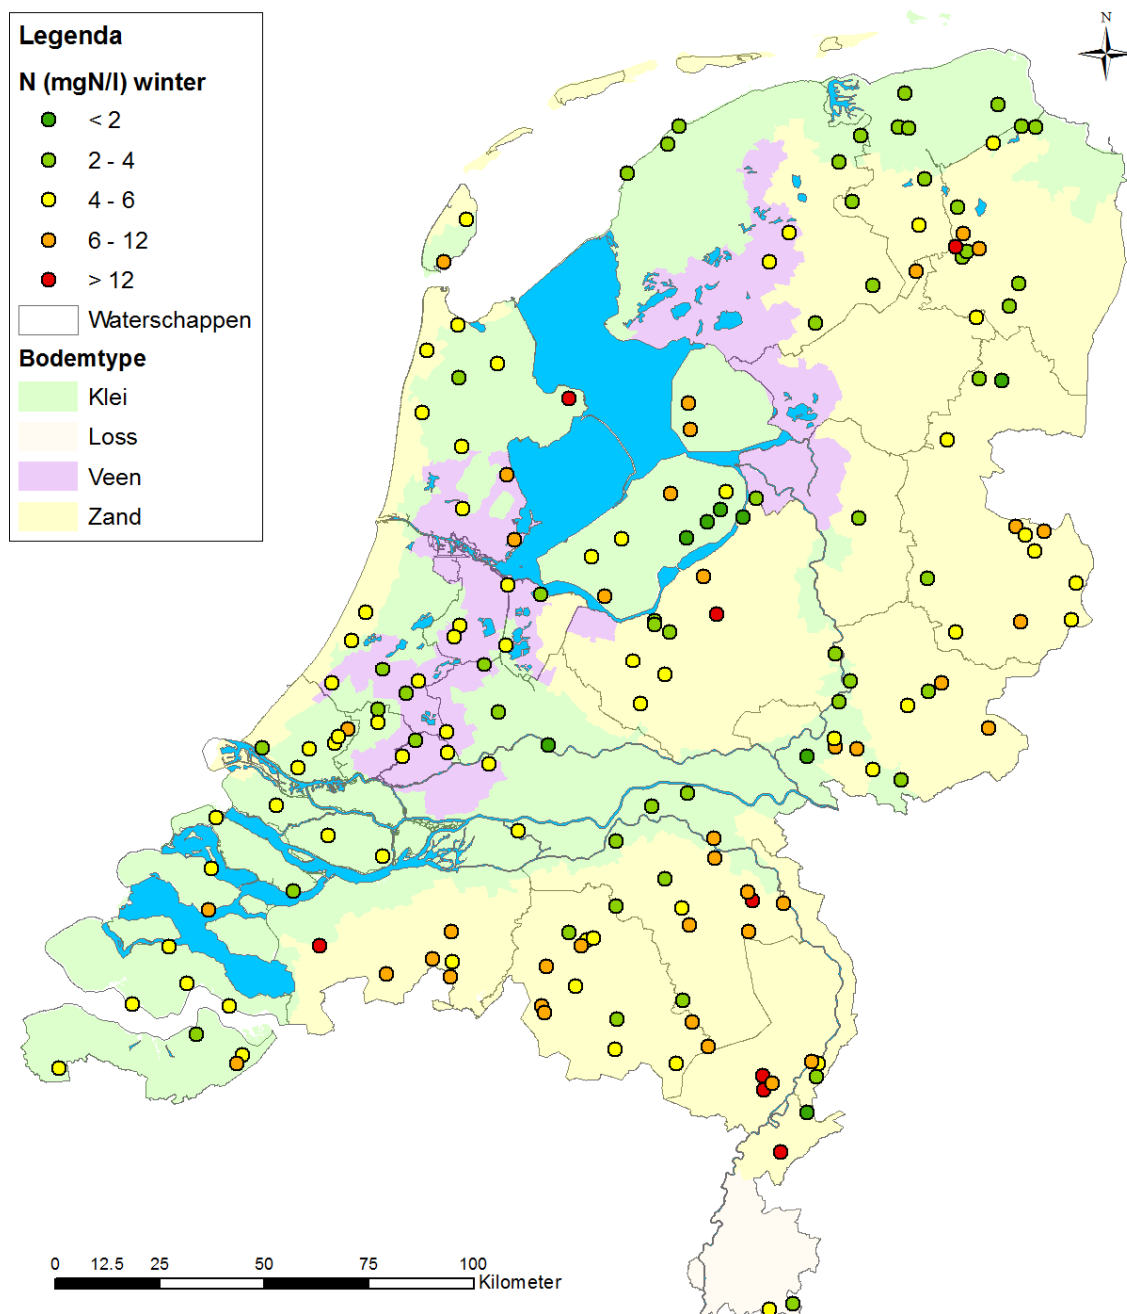 Legenda
N (mgN/l) winter
< 2
2 - 4
4 - 6
6 - 12
> 12
Waterschappen
Bodemtype
Klei
Loss
Veen
Zand
N
0 12.5 25 50 75 100
Kilometer